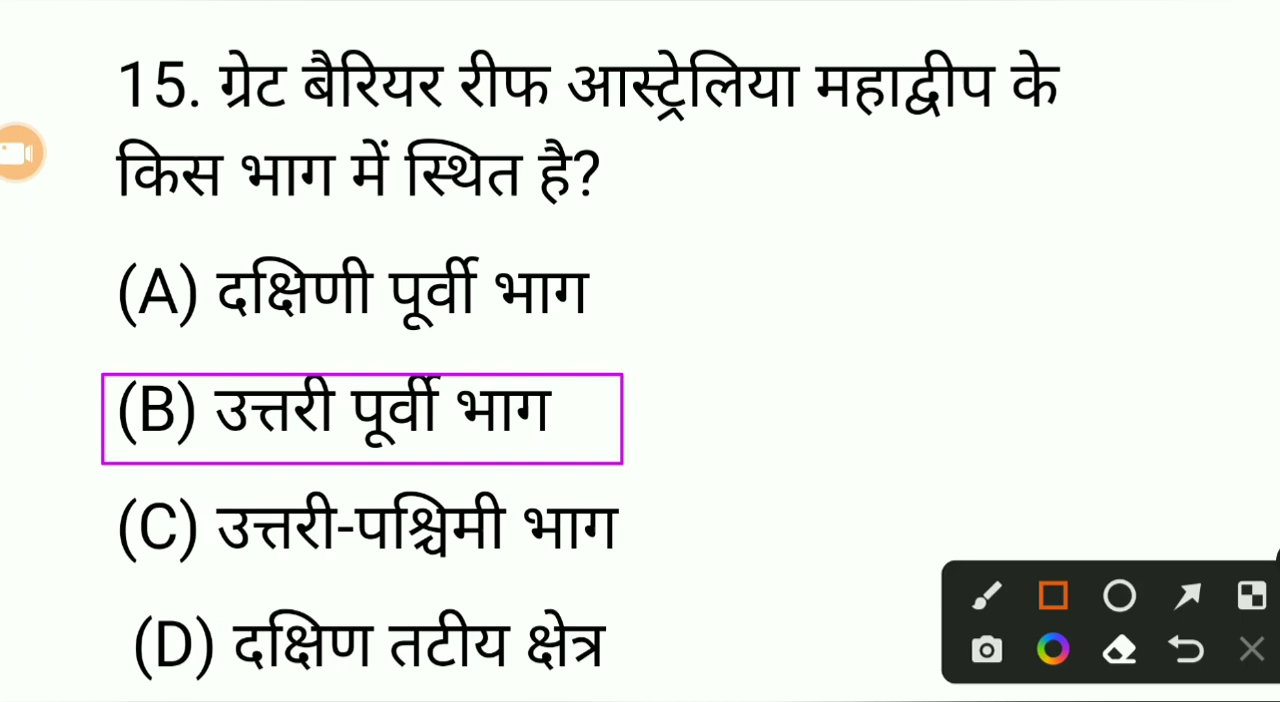 15. ग्रेट बैरियर रीफ आस्ट्रेलिया महाद्वीप के
किस भाग में स्थित है?
(A) दक्षिणी पूर्वी भाग
(B) उत्तरी पूर्वी भाग
(C) उत्तरी-पश्चिमी भाग
(D) दक्षिण तटीय क्षेत्र